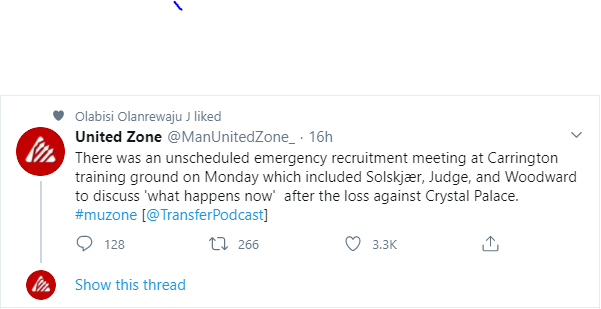 Olabisi Olanrewaju J liked
United Zone @ManUnitedZone_ · 16h
There was an unscheduled emergency recruitment meeting at Carrington
training ground on Monday which included Solskjær, Judge, and Woodward
to discuss 'what happens now'  after the loss against Crystal Palace.
#muzone [@TransferPodcast]
128 266 3.3K
Show this thread